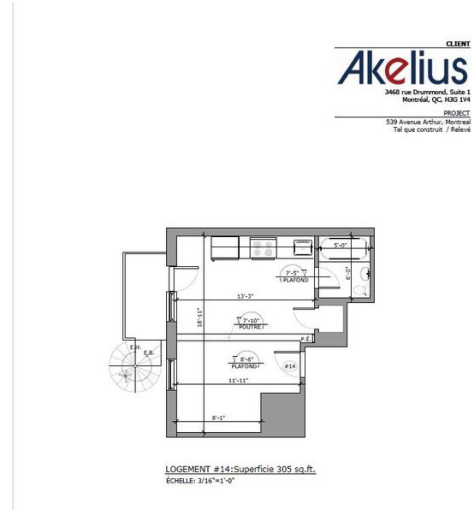 CLIENT
Akelius
3468 rue Drummond, Suite 1
Montréal, QC, H3G 1Y4
PROJECT
539 Avenue Arthur, Montreal
Tel que construit / Relevé
5'-0"
6'-0"
7'-5"
PLAFOND
13'-3"
18'-11"
7'-10"
POUTRE
P.É
E.H.
E.B.
8'-6"
PLAFOND
#14
11'-11"
8'-1"
LOGEMENT #14:Superficie 305 sq.ft.
ÉCHELLE: 3/16"=1'-0"